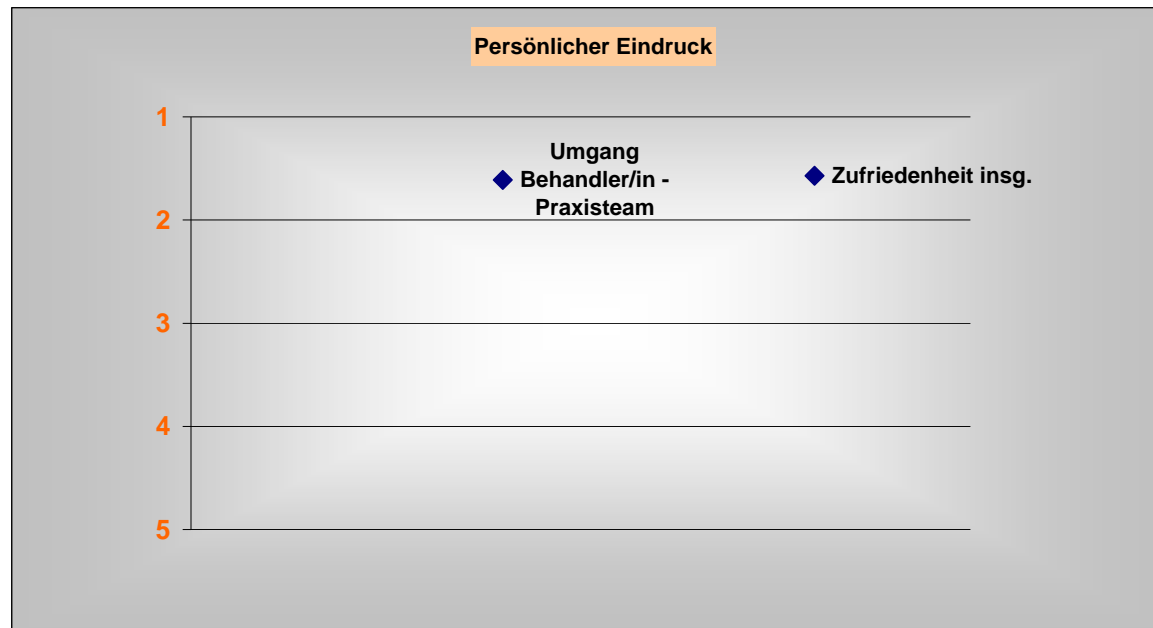 Persönlicher Eindruck
1
Umgang
Behandler/in -
Praxisteam
Zufriedenheit insg.
2
3
4
5